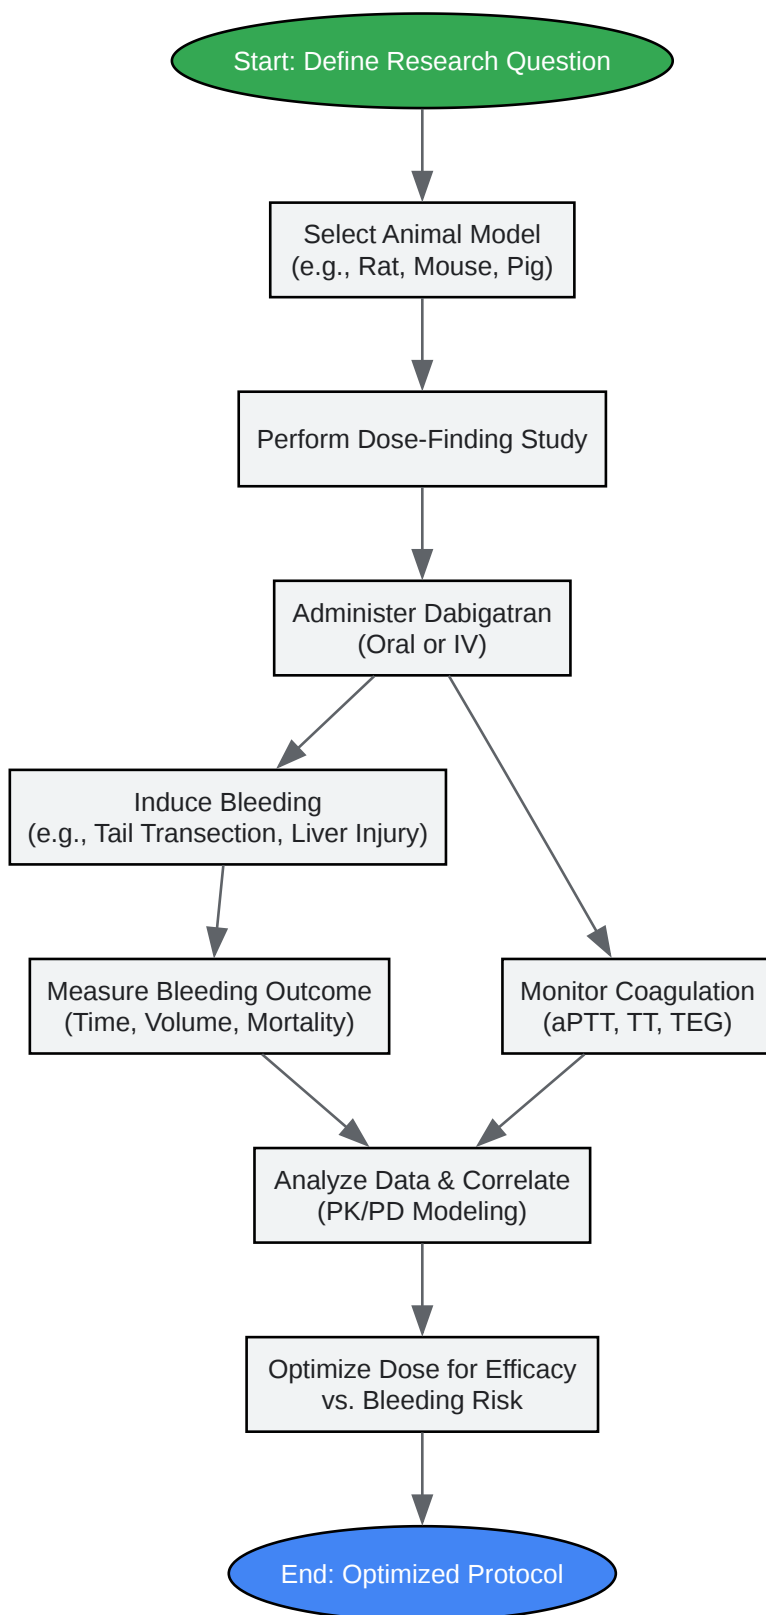 Start: Define Research Question
Select Animal Model
(e.g., Rat, Mouse, Pig)
Perform Dose-Finding Study
Administer Dabigatran
(Oral or IV)
Induce Bleeding
(e.g., Tail Transection, Liver Injury)
Measure Bleeding Outcome
(Time, Volume, Mortality)
Monitor Coagulation
(aPTT, TT, TEG)
Analyze Data & Correlate
(PK/PD Modeling)
Optimize Dose for Efficacy
vs. Bleeding Risk
End: Optimized Protocol